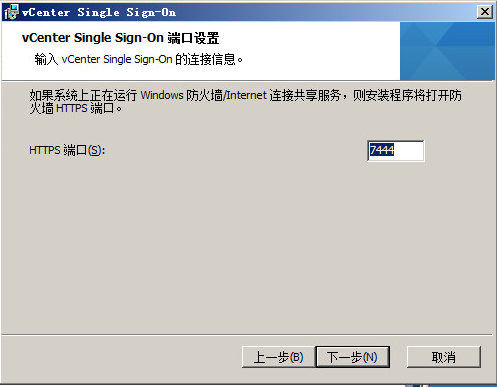 vCenter Single Sign-On
vCenter Single Sign-On 端口设置
输入 vCenter Single Sign-On 的连接信息。
如果系统上正在运行 Windows 防火墙/Internet 连接共享服务，则安装程序将打开防
火墙 HTTPS 端口。
HTTPS 端口(S): 7444
上一步(B) 下一步(N) 取消